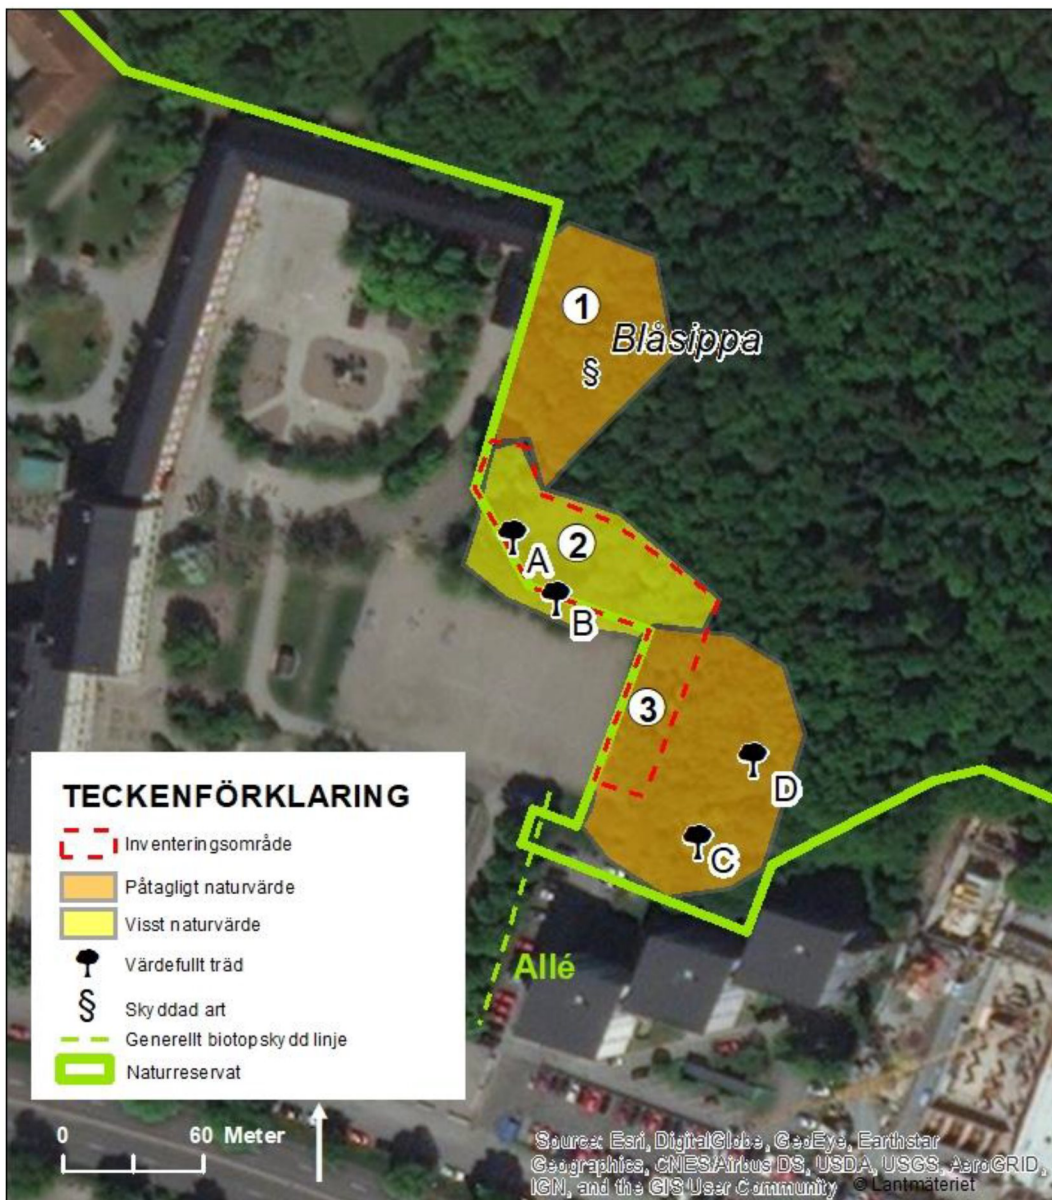 1
Blåsippa
§
2
A
B
3
D
C
TECKENFÖRKLARING
Inventeringsområde
Påtagligt naturvärde
Visst naturvärde
Värdefullt träd
§ Skyddad art
Generellt biotopskydd linje
Naturreservat
Allé
0 60 Meter
Source: Esri, DigitalGlobe, GeoEye, Earthstar
Geographics, CNES/Airbus DS, USDA, USGS, AeroGRID,
IGN, and the GIS User Community © Lantmäteriet